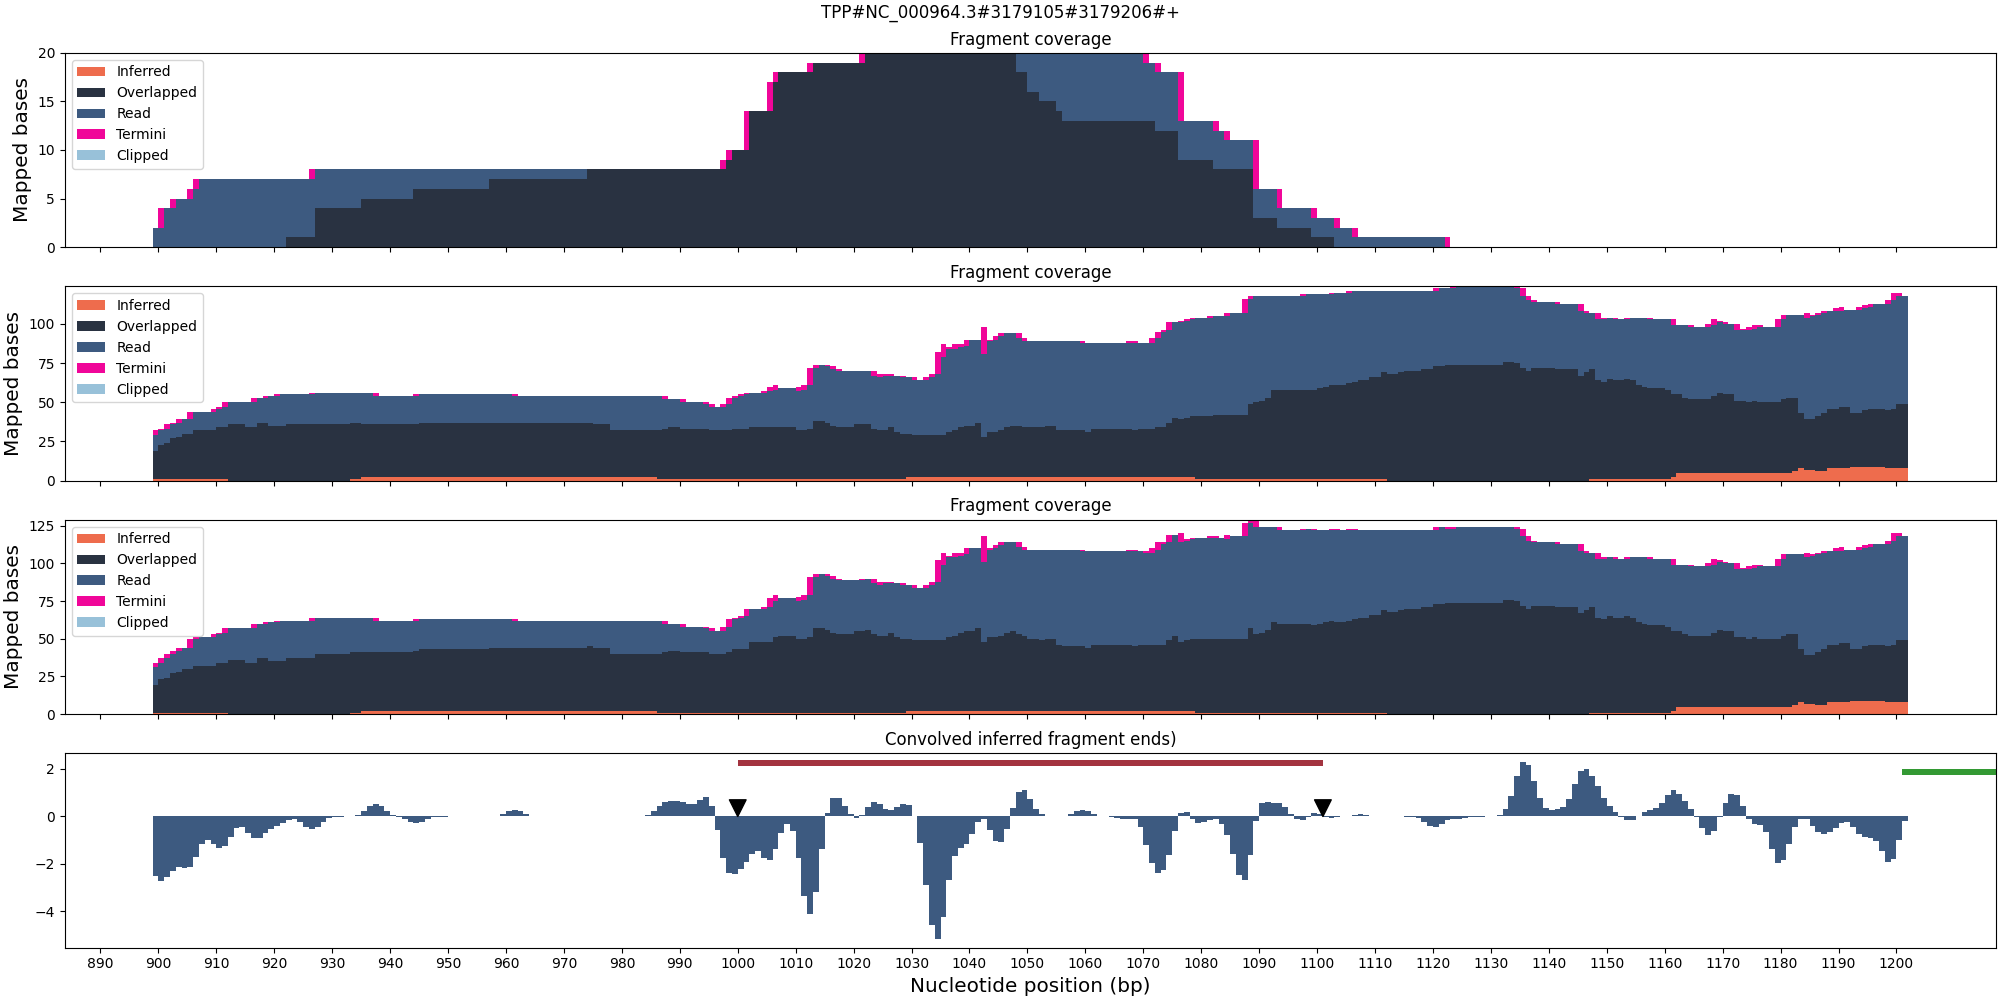 TPP#NC_000964.3#3179105#3179206#+
Fragment coverage
20
15
10
5
0
Mapped bases
Inferred
Overlapped
Read
Termini
Clipped
Fragment coverage
100
75
50
25
0
Mapped bases
Inferred
Overlapped
Read
Termini
Clipped
Fragment coverage
125
100
75
50
25
0
Mapped bases
Inferred
Overlapped
Read
Termini
Clipped
Convolved inferred fragment ends)
2
0
−2
−4
890 900 910 920 930 940 950 960 970 980 990 1000 1010 1020 1030 1040 1050 1060 1070 1080 1090 1100 1110 1120 1130 1140 1150 1160 1170 1180 1190 1200
Nucleotide position (bp)